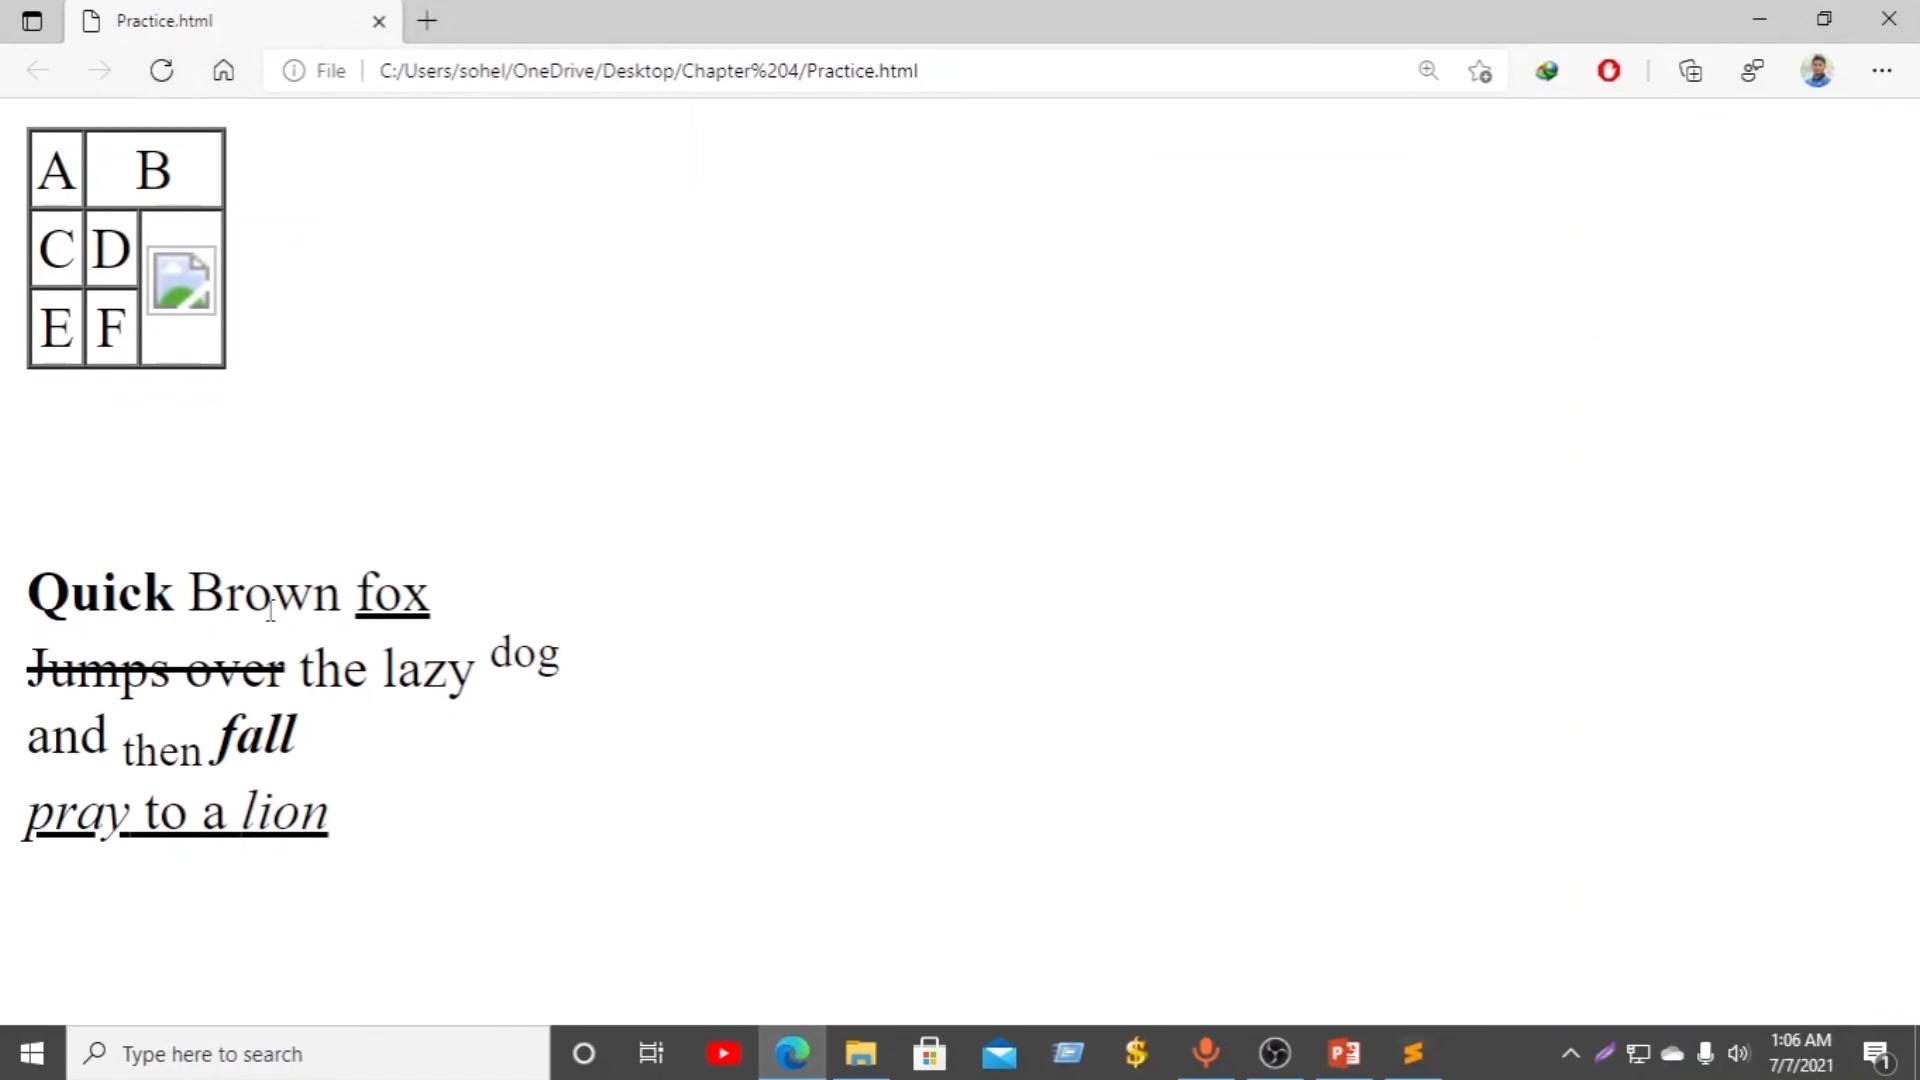 Practice.html
File C:/Users/sohel/OneDrive/Desktop/Chapter%204/Practice.html
A B
C D
E F
Quick Brown fox
Jumps over the lazy dog
and then fall
pray to a lion
Type here to search
1:06 AM
7/7/2021
1